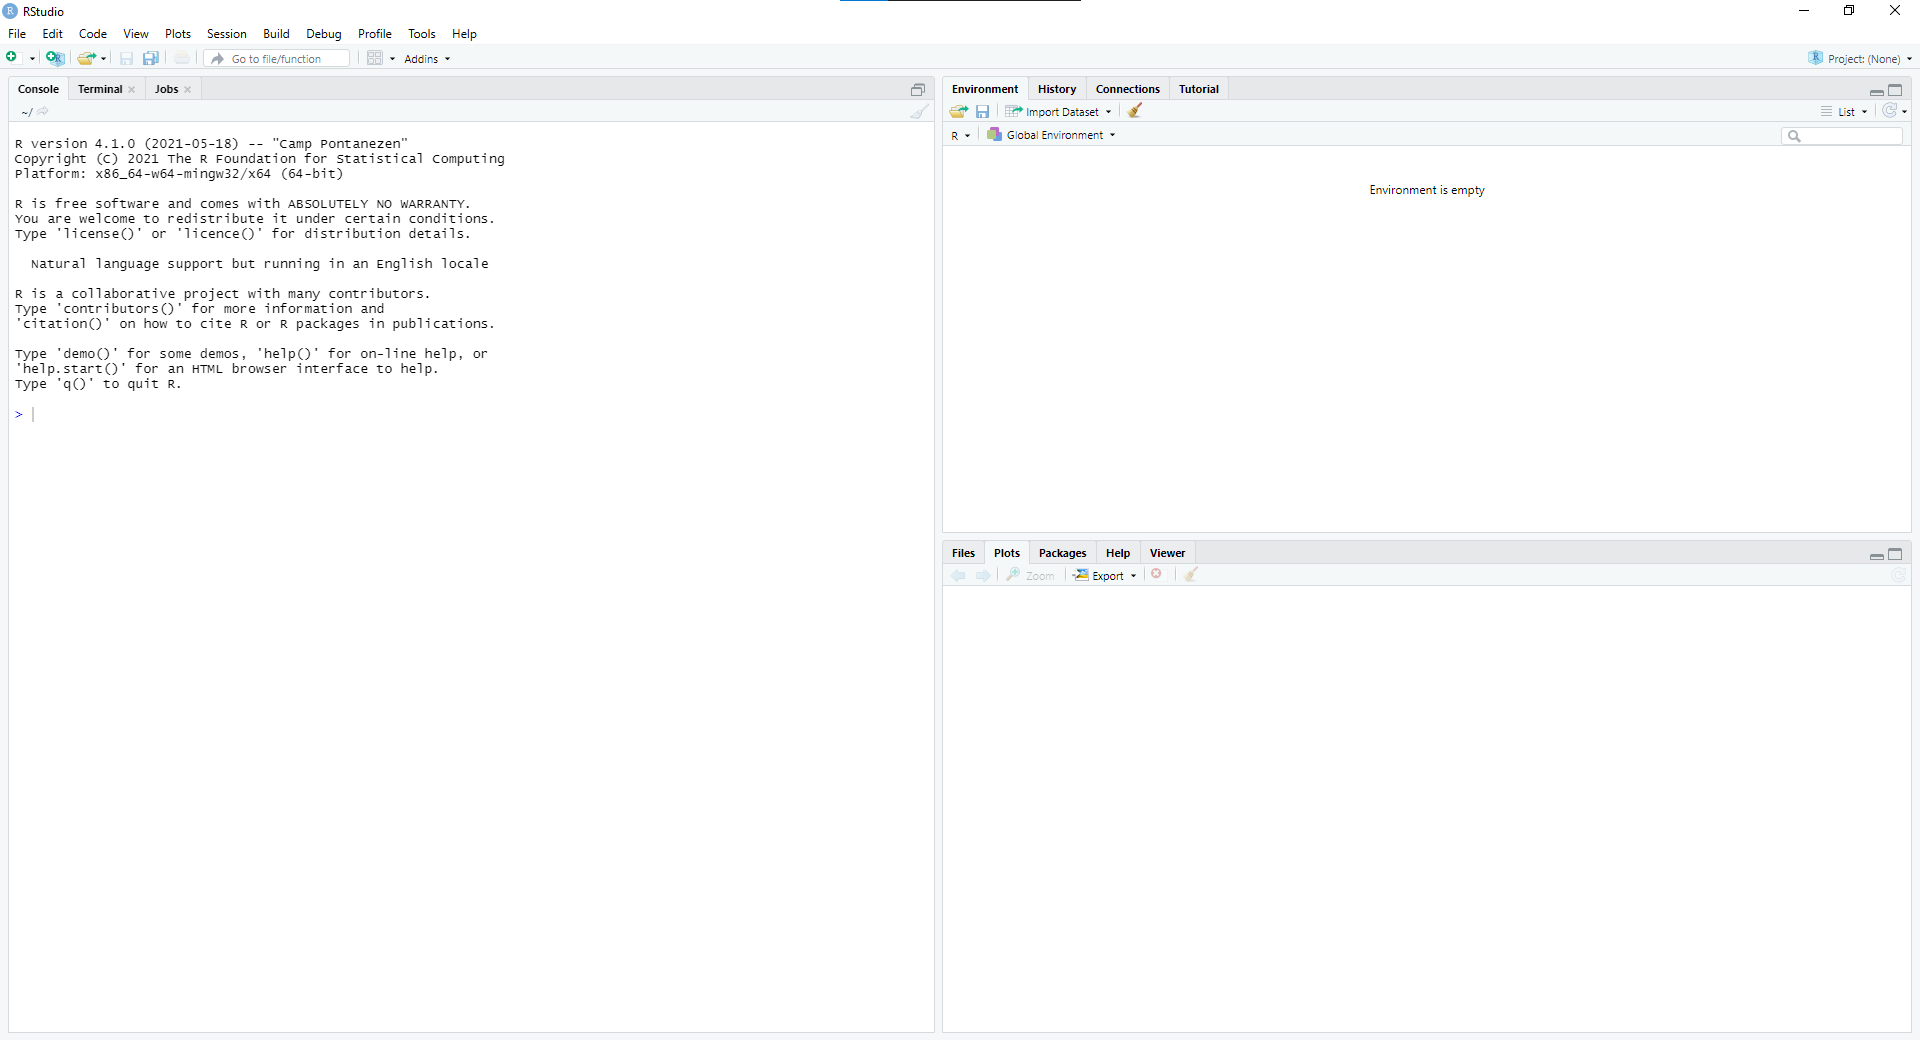 RStudio
File Edit Code View Plots Session Build Debug Profile Tools Help
Go to file/function Addins Project: (None)
Console Terminal Jobs
~/
R version 4.1.0 (2021-05-18) -- "Camp Pontanezen"
Copyright (C) 2021 The R Foundation for Statistical Computing
Platform: x86_64-w64-mingw32/x64 (64-bit)
R is free software and comes with ABSOLUTELY NO WARRANTY.
You are welcome to redistribute it under certain conditions.
Type 'license()' or 'licence()' for distribution details.
Natural language support but running in an English locale
R is a collaborative project with many contributors.
Type 'contributors()' for more information and
'citation()' on how to cite R or R packages in publications.
Type 'demo()' for some demos, 'help()' for on-line help, or
'help.start()' for an HTML browser interface to help.
Type 'q()' to quit R.
>
Environment History Connections Tutorial
Import Dataset List
R Global Environment
Environment is empty
Files Plots Packages Help Viewer
Zoom Export